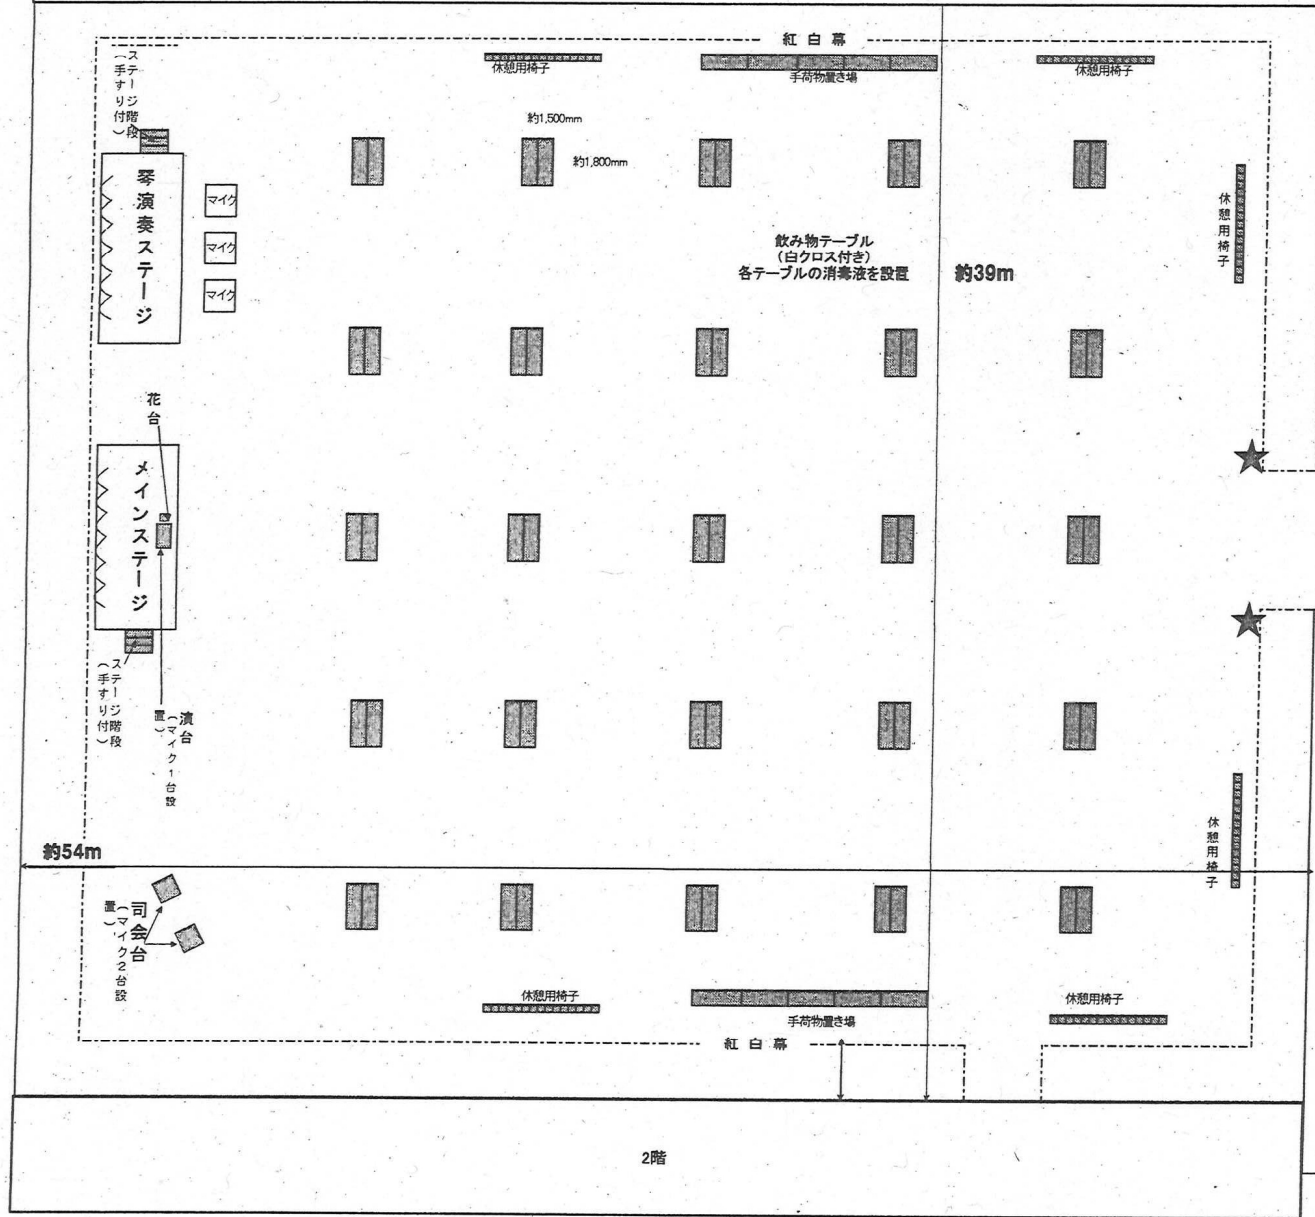 紅白幕
休憩用椅子
手荷物置き場
休憩用椅子
ステージ階段
（手すり付）
約1,500mm
約1,800mm
琴演奏ステージ
マイク
マイク
マイク
休憩用椅子
飲み物テーブル
（白クロス付き）
各テーブルの消毒液を設置
約39m
花台
メインステージ
ステージ階段
（手すり付）
演台
（マイク1台設
置）
休憩用椅子
約54m
司会台
（マイク2台設
置）
休憩用椅子
手荷物置き場
休憩用椅子
紅白幕
2階